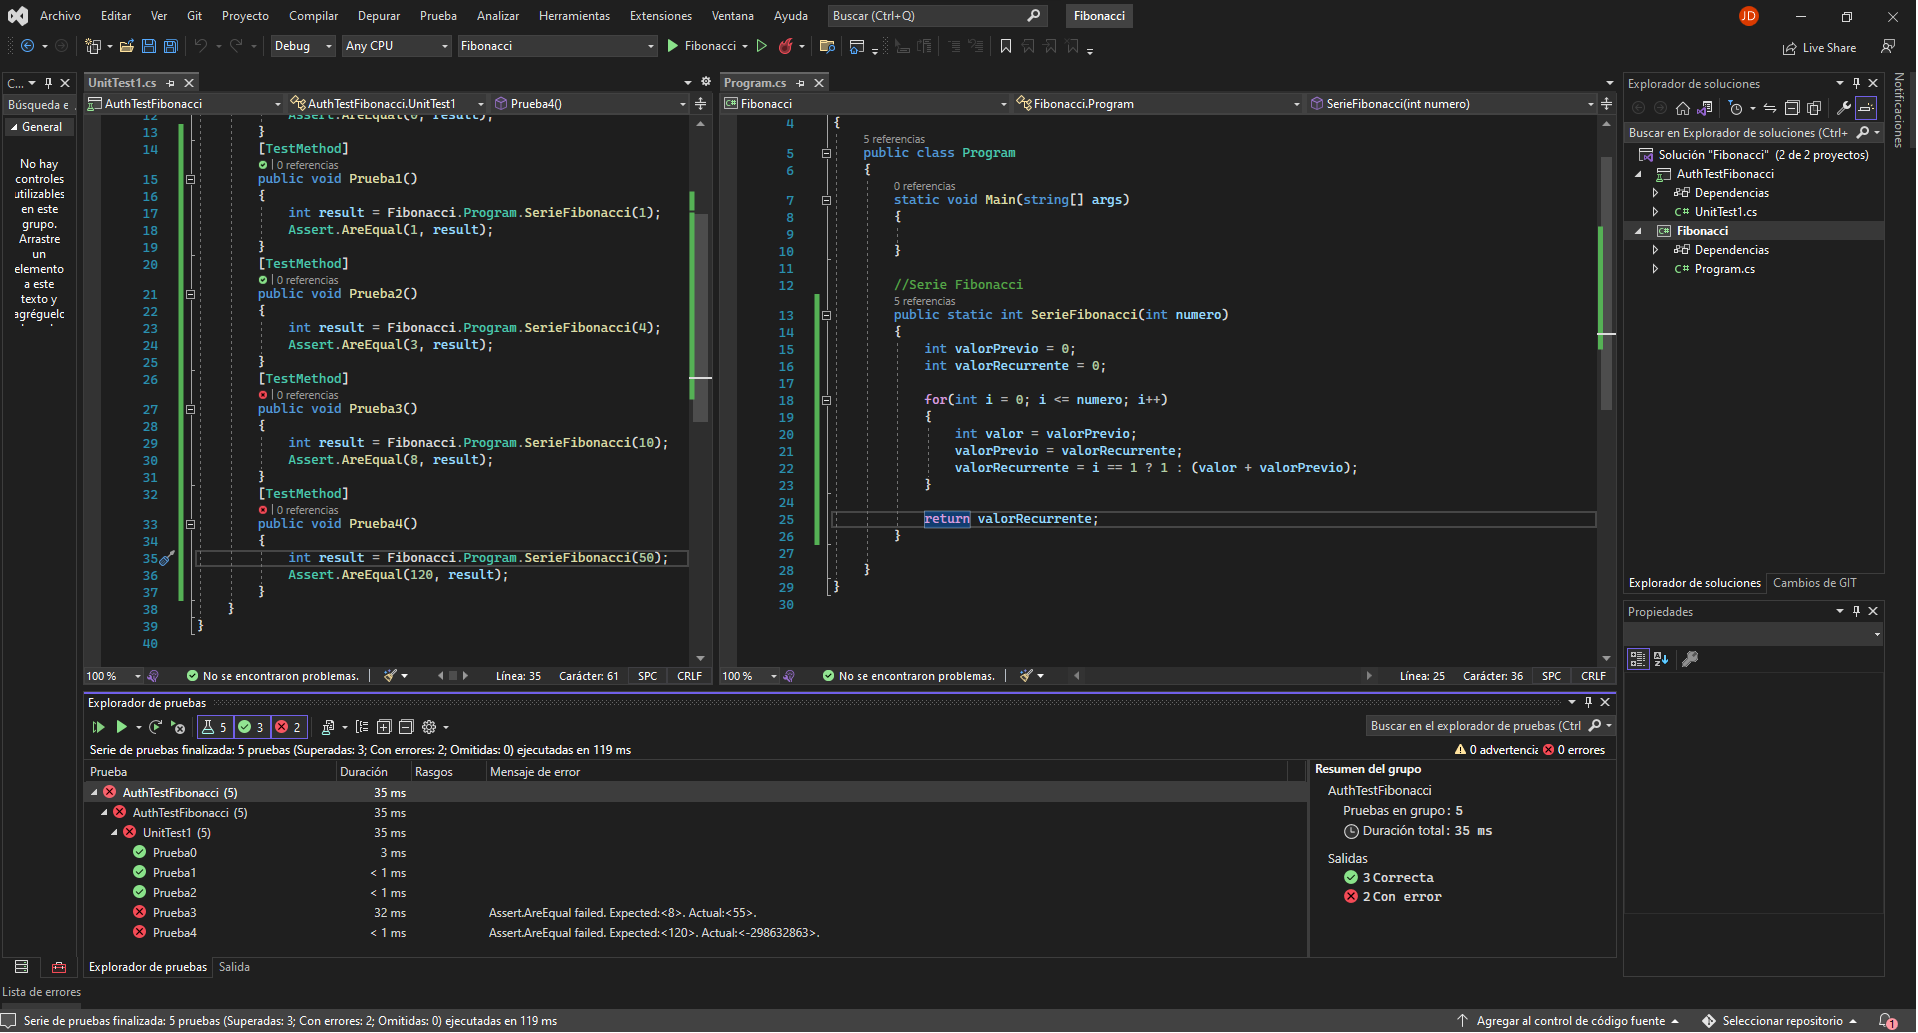 Archivo Editar Ver Git Proyecto Compilar Depurar Prueba Analizar Herramientas Extensiones Ventana Ayuda Buscar (Ctrl+Q) Fibonacci JD
Debug Any CPU Fibonacci Fibonacci Live Share
C...
Búsqueda e
General
No hay
controles
utilizables
en este
grupo.
Arrastre
un
elemento
a este
texto y
agréguelo
UnitTest1.cs
AuthTestFibonacci AuthTestFibonacci.UnitTest1 Prueba4()
12 Assert.AreEqual(0, result);
13 }
14 [TestMethod]
0 referencias
15 public void Prueba1()
16 {
17 int result = Fibonacci.Program.SerieFibonacci(1);
18 Assert.AreEqual(1, result);
19 }
20 [TestMethod]
0 referencias
21 public void Prueba2()
22 {
23 int result = Fibonacci.Program.SerieFibonacci(4);
24 Assert.AreEqual(3, result);
25 }
26 [TestMethod]
0 referencias
27 public void Prueba3()
28 {
29 int result = Fibonacci.Program.SerieFibonacci(10);
30 Assert.AreEqual(8, result);
31 }
32 [TestMethod]
0 referencias
33 public void Prueba4()
34 {
35 int result = Fibonacci.Program.SerieFibonacci(50);
36 Assert.AreEqual(120, result);
37 }
38 }
39 }
40
100 % No se encontraron problemas. Línea: 35 Carácter: 61 SPC CRLF
Program.cs
Fibonacci Fibonacci.Program SerieFibonacci(int numero)
4 {
5 referencias
5 public class Program
6 {
0 referencias
7 static void Main(string[] args)
8 {
9
10 }
11
12 //Serie Fibonacci
5 referencias
13 public static int SerieFibonacci(int numero)
14 {
15 int valorPrevio = 0;
16 int valorRecurrente = 0;
17
18 for(int i = 0; i <= numero; i++)
19 {
20 int valor = valorPrevio;
21 valorPrevio = valorRecurrente;
22 valorRecurrente = i == 1 ? 1 : (valor + valorPrevio);
23 }
24
25 return valorRecurrente;
26 }
27
28 }
29 }
30
100 % No se encontraron problemas. Línea: 25 Carácter: 36 SPC CRLF
Explorador de soluciones
Buscar en Explorador de soluciones (Ctrl+
Solución "Fibonacci" (2 de 2 proyectos)
AuthTestFibonacci
Dependencias
C# UnitTest1.cs
C# Fibonacci
Dependencias
C# Program.cs
Explorador de soluciones Cambios de GIT
Propiedades
Notificaciones
Explorador de pruebas
5 3 2 Buscar en el explorador de pruebas (Ctrl
Serie de pruebas finalizada: 5 pruebas (Superadas: 3; Con errores: 2; Omitidas: 0) ejecutadas en 119 ms 0 advertencia 0 errores
Prueba Duración Rasgos Mensaje de error
AuthTestFibonacci (5) 35 ms
AuthTestFibonacci (5) 35 ms
UnitTest1 (5) 35 ms
Prueba0 3 ms
Prueba1 < 1 ms
Prueba2 < 1 ms
Prueba3 32 ms Assert.AreEqual failed. Expected:<8>. Actual:<55>.
Prueba4 < 1 ms Assert.AreEqual failed. Expected:<120>. Actual:<-298632863>.
Resumen del grupo
AuthTestFibonacci
Pruebas en grupo: 5
Duración total: 35 ms
Salidas
3 Correcta
2 Con error
Explorador de pruebas Salida
Lista de errores
Serie de pruebas finalizada: 5 pruebas (Superadas: 3; Con errores: 2; Omitidas: 0) ejecutadas en 119 ms Agregar al control de código fuente Seleccionar repositorio 1